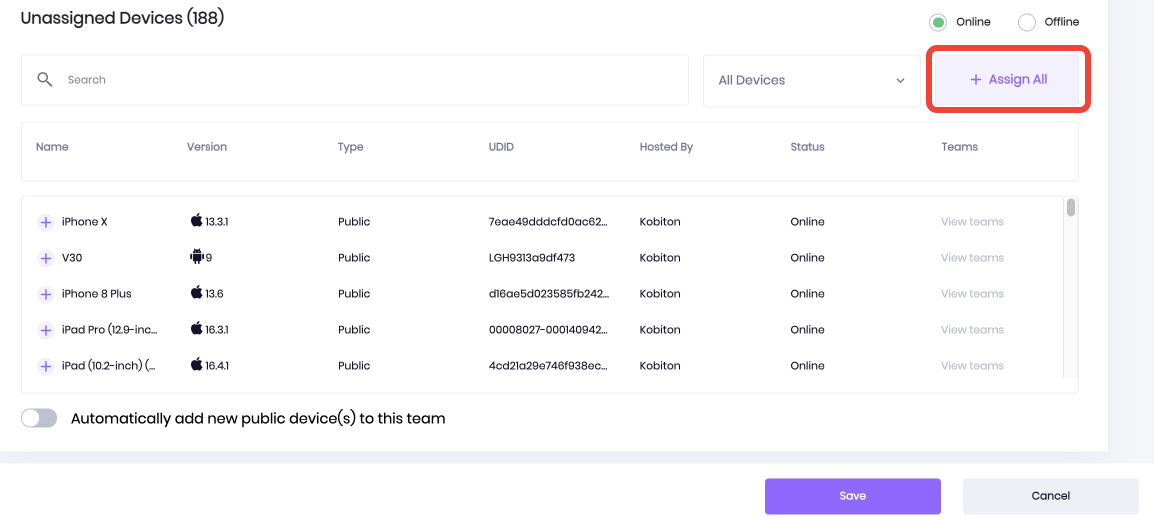 Unassigned Devices (188)
Online Offline
Search All Devices + Assign All
Name Version Type UDID Hosted By Status Teams
+ iPhone X 13.3.1 Public 7eae49dddcfd0ac62... Kobiton Online View teams
+ V30 9 Public LGH9313a9df473 Kobiton Online View teams
+ iPhone 8 Plus 13.6 Public d16ae5d023585fb242... Kobiton Online View teams
+ iPad Pro (12.9-inc... 16.3.1 Public 00008027-000140942... Kobiton Online View teams
+ iPad (10.2-inch) (... 16.4.1 Public 4cd21a29e746f938ec... Kobiton Online View teams
Automatically add new public device(s) to this team
Save Cancel